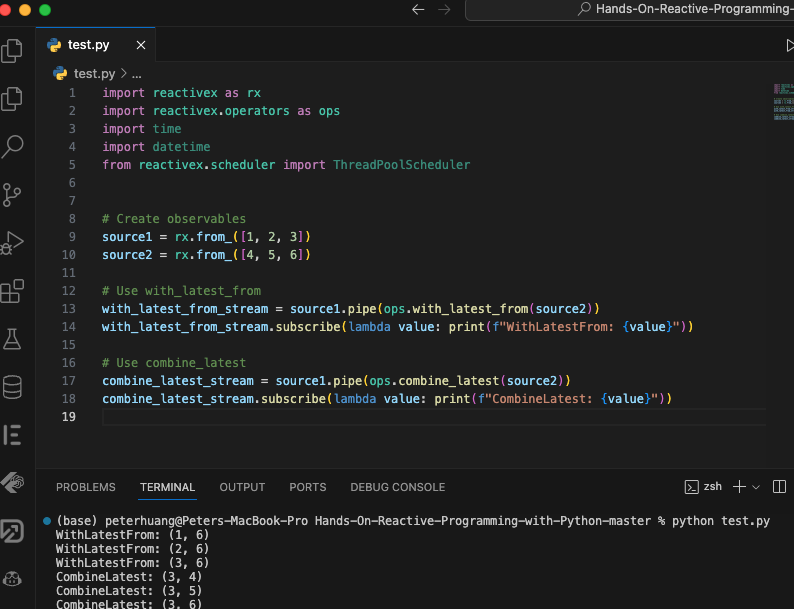 Hands-On-Reactive-Programming-
test.py
test.py > ...
1 import reactivex as rx
2 import reactivex.operators as ops
3 import time
4 import datetime
5 from reactivex.scheduler import ThreadPoolScheduler
6
7
8 # Create observables
9 source1 = rx.from_([1, 2, 3])
10 source2 = rx.from_([4, 5, 6])
11
12 # Use with_latest_from
13 with_latest_from_stream = source1.pipe(ops.with_latest_from(source2))
14 with_latest_from_stream.subscribe(lambda value: print(f"WithLatestFrom: {value}"))
15
16 # Use combine_latest
17 combine_latest_stream = source1.pipe(ops.combine_latest(source2))
18 combine_latest_stream.subscribe(lambda value: print(f"CombineLatest: {value}"))
19
PROBLEMS TERMINAL OUTPUT PORTS DEBUG CONSOLE zsh
(base) peterhuang@Peters-MacBook-Pro Hands-On-Reactive-Programming-with-Python-master % python test.py
WithLatestFrom: (1, 6)
WithLatestFrom: (2, 6)
WithLatestFrom: (3, 6)
CombineLatest: (3, 4)
CombineLatest: (3, 5)
CombineLatest: (3, 6)